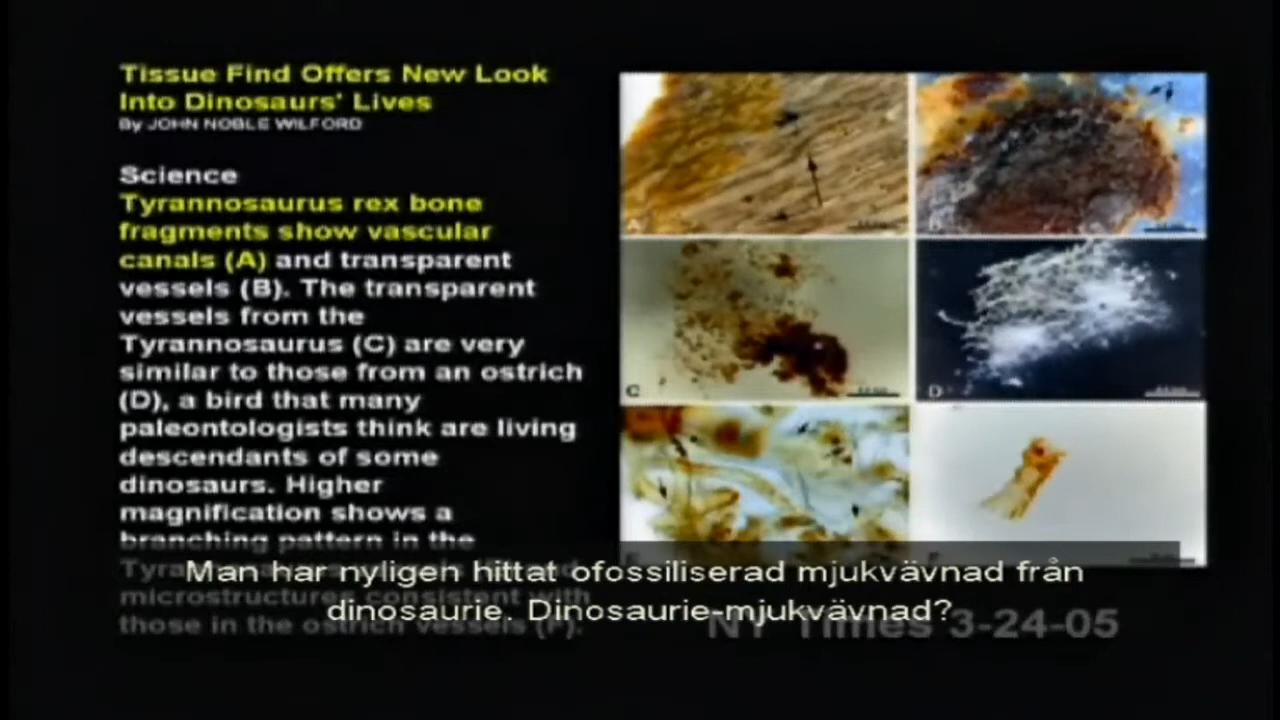 Tissue Find Offers New Look
Into Dinosaurs' Lives
By JOHN NOBLE WILFORD
Science
Tyrannosaurus rex bone
fragments show vascular
canals (A) and transparent
vessels (B). The transparent
vessels from the
Tyrannosaurus (C) are very
similar to those from an ostrich
(D), a bird that many
paleontologists think are living
descendants of some
dinosaurs. Higher
magnification shows a
branching pattern in the
microstructures consistent with
those in the ostrich vessels (F).
A
B
C
D
Man har nyligen hittat ofossiliserad mjukvävnad från
dinosaurie. Dinosaurie-mjukvävnad?
NY Times 3-24-05